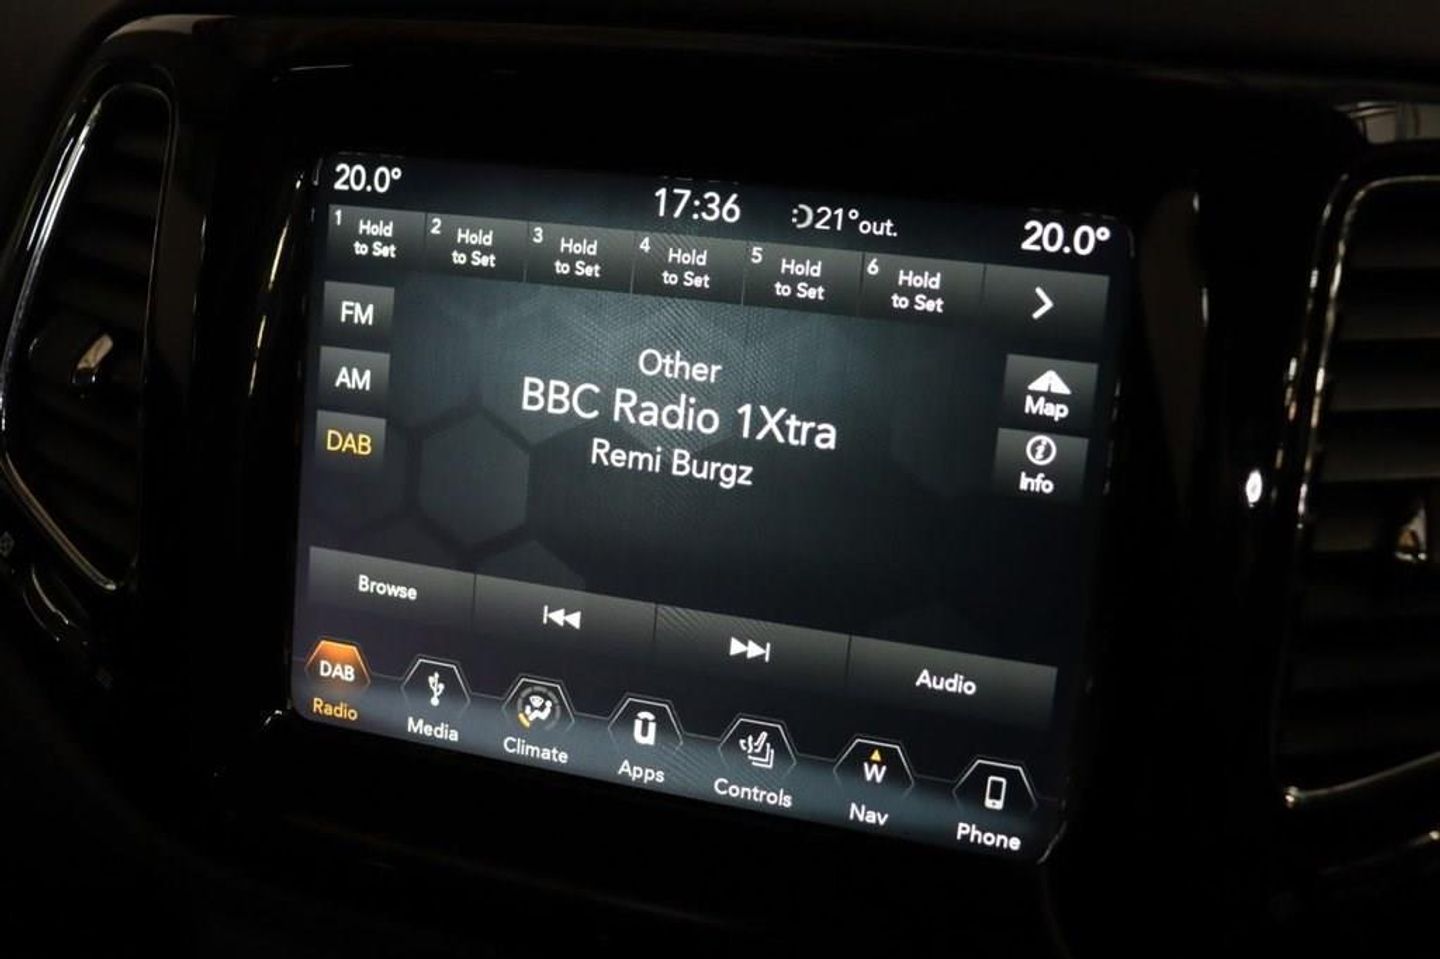 20.0°
17:36
21°out.
20.0°
1 Hold
to Set
2 Hold
to Set
3 Hold
to Set
4 Hold
to Set
5 Hold
to Set
6 Hold
to Set
FM
AM
DAB
Other
BBC Radio 1Xtra
Remi Burgz
Map
Info
Browse
Audio
DAB
Radio
Media
Climate
Apps
Controls
W
Nav
Phone